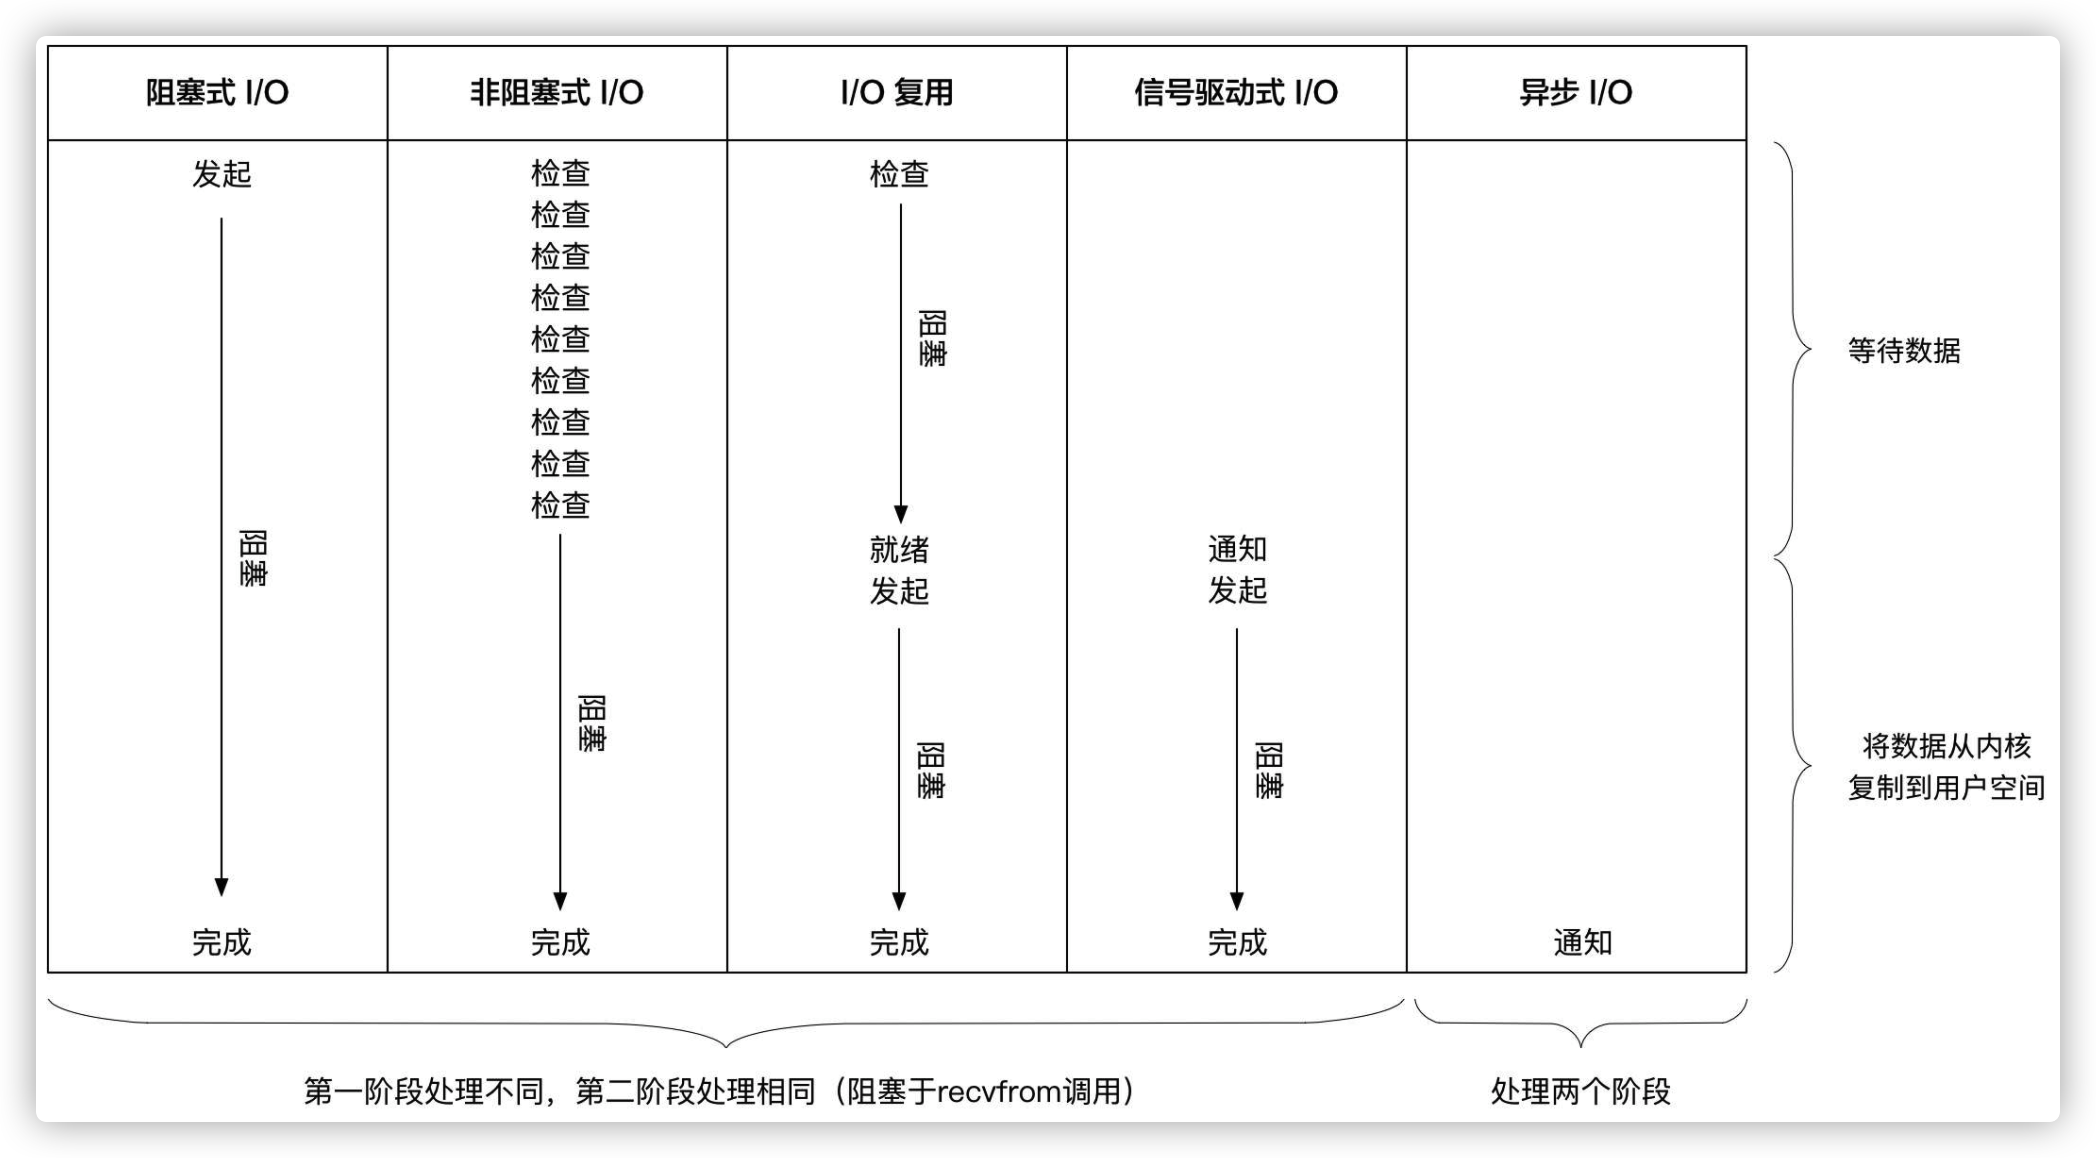 阻塞式 I/O
非阻塞式 I/O
I/O 复用
信号驱动式 I/O
异步 I/O
发起
阻塞
完成
检查
检查
检查
检查
检查
检查
检查
检查
检查
阻塞
完成
检查
阻塞
就绪
发起
阻塞
完成
通知
发起
阻塞
完成
通知
等待数据
将数据从内核
复制到用户空间
第一阶段处理不同，第二阶段处理相同（阻塞于recvfrom调用）
处理两个阶段